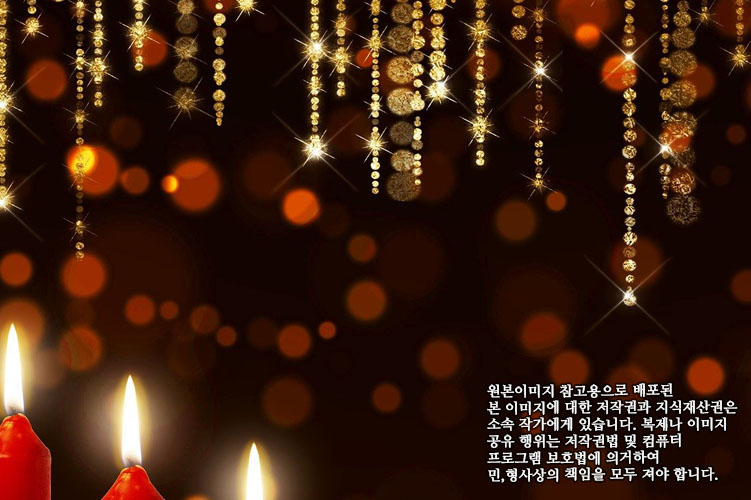 원본이미지 참고용으로 배포된
본 이미지에 대한 저작권과 지식재산권은
소속 작가에게 있습니다. 복제나 이미지
공유 행위는 저작권법 및 컴퓨터
프로그램 보호법에 의거하여
민,형사상의 책임을 모두 져야 합니다.